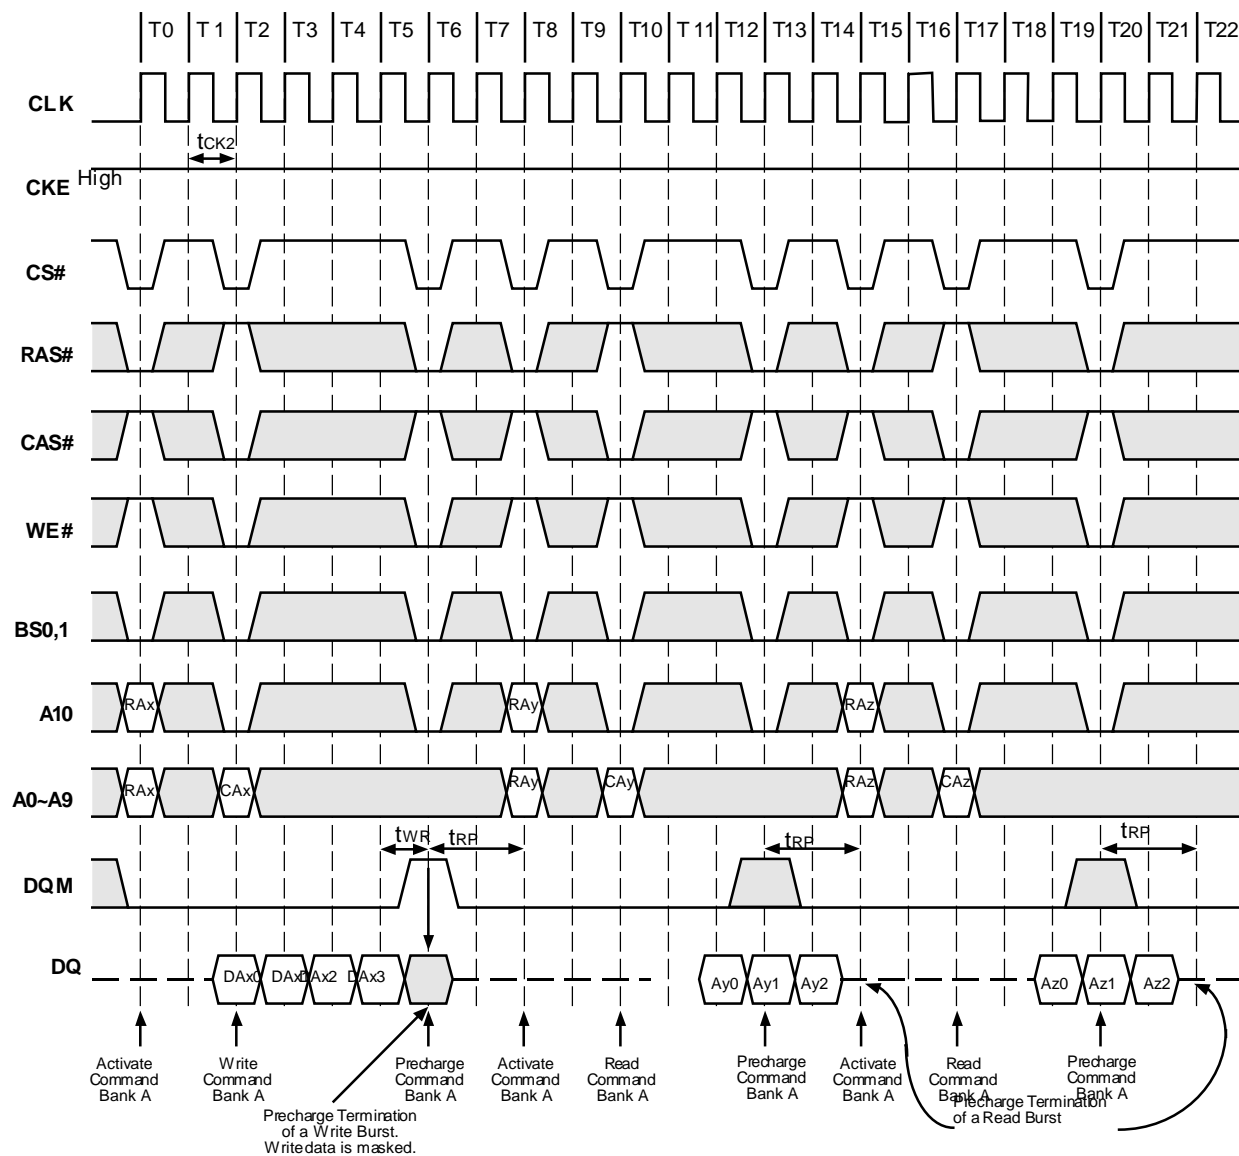 T0 T1 T2 T3 T4 T5 T6 T7 T8 T9 T10 T11 T12 T13 T14 T15 T16 T17 T18 T19 T20 T21 T22
CLK
tCK2
CKE High
CS#
RAS#
CAS#
WE#
BS0,1
A10 RAx RAy RAz
A0~A9 RAx CAx RAy CAy RAz CAz
tWR tRP tRP tRP
DQM
DQ DAx0 DAx1 DAx2 DAx3 Ay0 Ay1 Ay2 Az0 Az1 Az2
Activate Command Bank A
Write Command Bank A
Precharge Command Bank A
Activate Command Bank A
Read Command Bank A
Precharge Command Bank A
Activate Command Bank A
Read Command Bank A
Precharge Command Bank A
Precharge Termination
of a Write Burst.
Write data is masked.
Precharge Termination
of a Read Burst